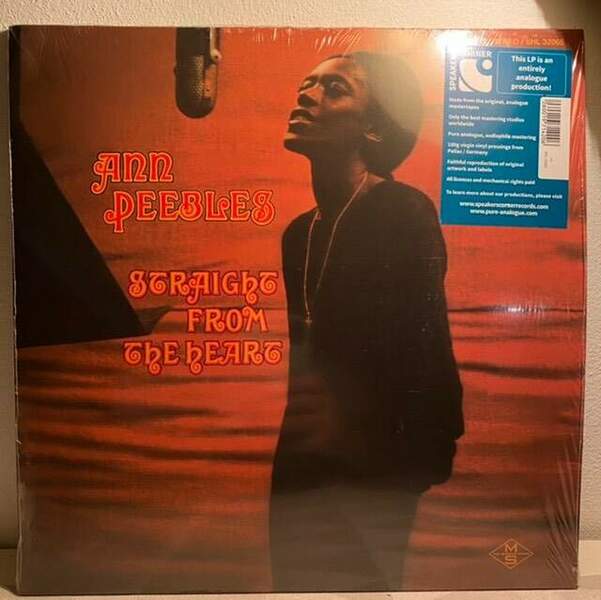 ANN
PEEBLES
STRAIGHT
FROM
THE HEART
SPEAKERS CORNER
This LP is an
entirely
analogue
production!
Made from the original, analogue
mastertapes
Only the best mastering studios
worldwide
Pure analogue, audiophile mastering
180g virgin vinyl pressings from
Pallas / Germany
Faithful reproduction of original
artwork and labels
All licences and mechanical rights paid
To learn more about our productions, please visit
www.speakerscornerrecords.com
www.pure-analogue.com
M
S